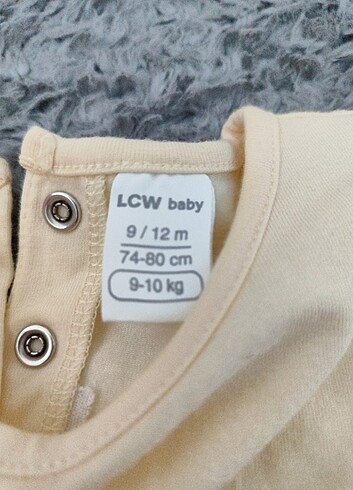 LCW baby
9 / 12 m
74-80 cm
9-10 kg